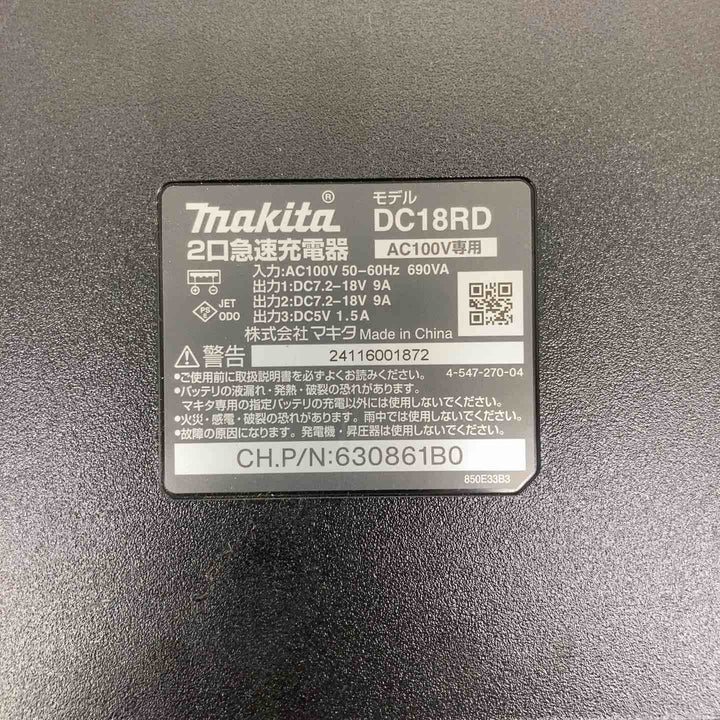 makita®
モデル
DC18RD
2口急速充電器
AC100V専用
入力:AC100V 50-60Hz 690VA
出力1:DC7.2-18V 9A
出力2:DC7.2-18V 9A
出力3:DC5V 1.5A
PS
E
JET
ODO
株式会社マキタ Made in China
警告
24116001872
4-547-270-04
•ご使用前に取扱説明書を必ずよくお読みください。
•バッテリの液漏れ・発熱・破裂の恐れがあります。
マキタ専用の指定バッテリの充電以外には使用しないでください。
•火災・感電・破裂の恐れがあります。雨中では使用しないでください。
•故障の原因になります。発電機・昇圧器は使用しないでください。
CH.P/N:630861B0
850E33B3